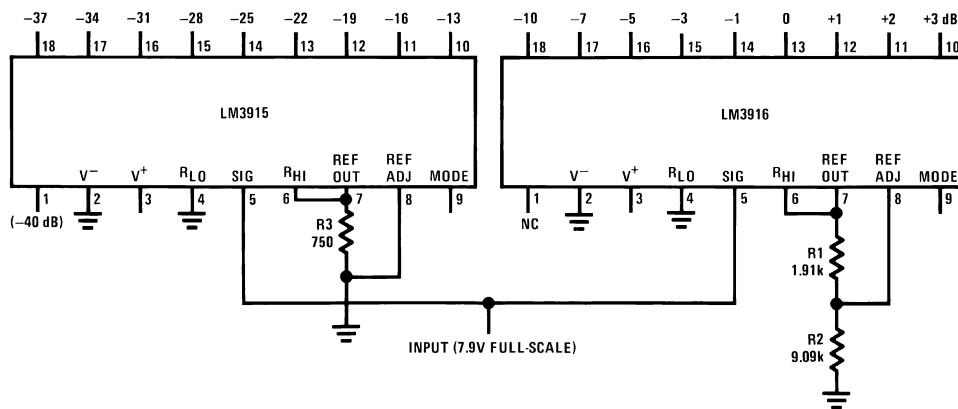 −37 −34 −31 −28 −25 −22 −19 −16 −13 −10 −7 −5 −3 −1 0 +1 +2 +3 dB
18 17 16 15 14 13 12 11 10 18 17 16 15 14 13 12 11 10
LM3915 LM3916
V− V+ RLO SIG RHI REF OUT REF ADJ MODE
V− V+ RLO SIG RHI REF OUT REF ADJ MODE
1 2 3 4 5 6 7 8 9 1 2 3 4 5 6 7 8 9
(−40 dB) NC
R3
750
R1
1.91k
INPUT (7.9V FULL-SCALE)
R2
9.09k